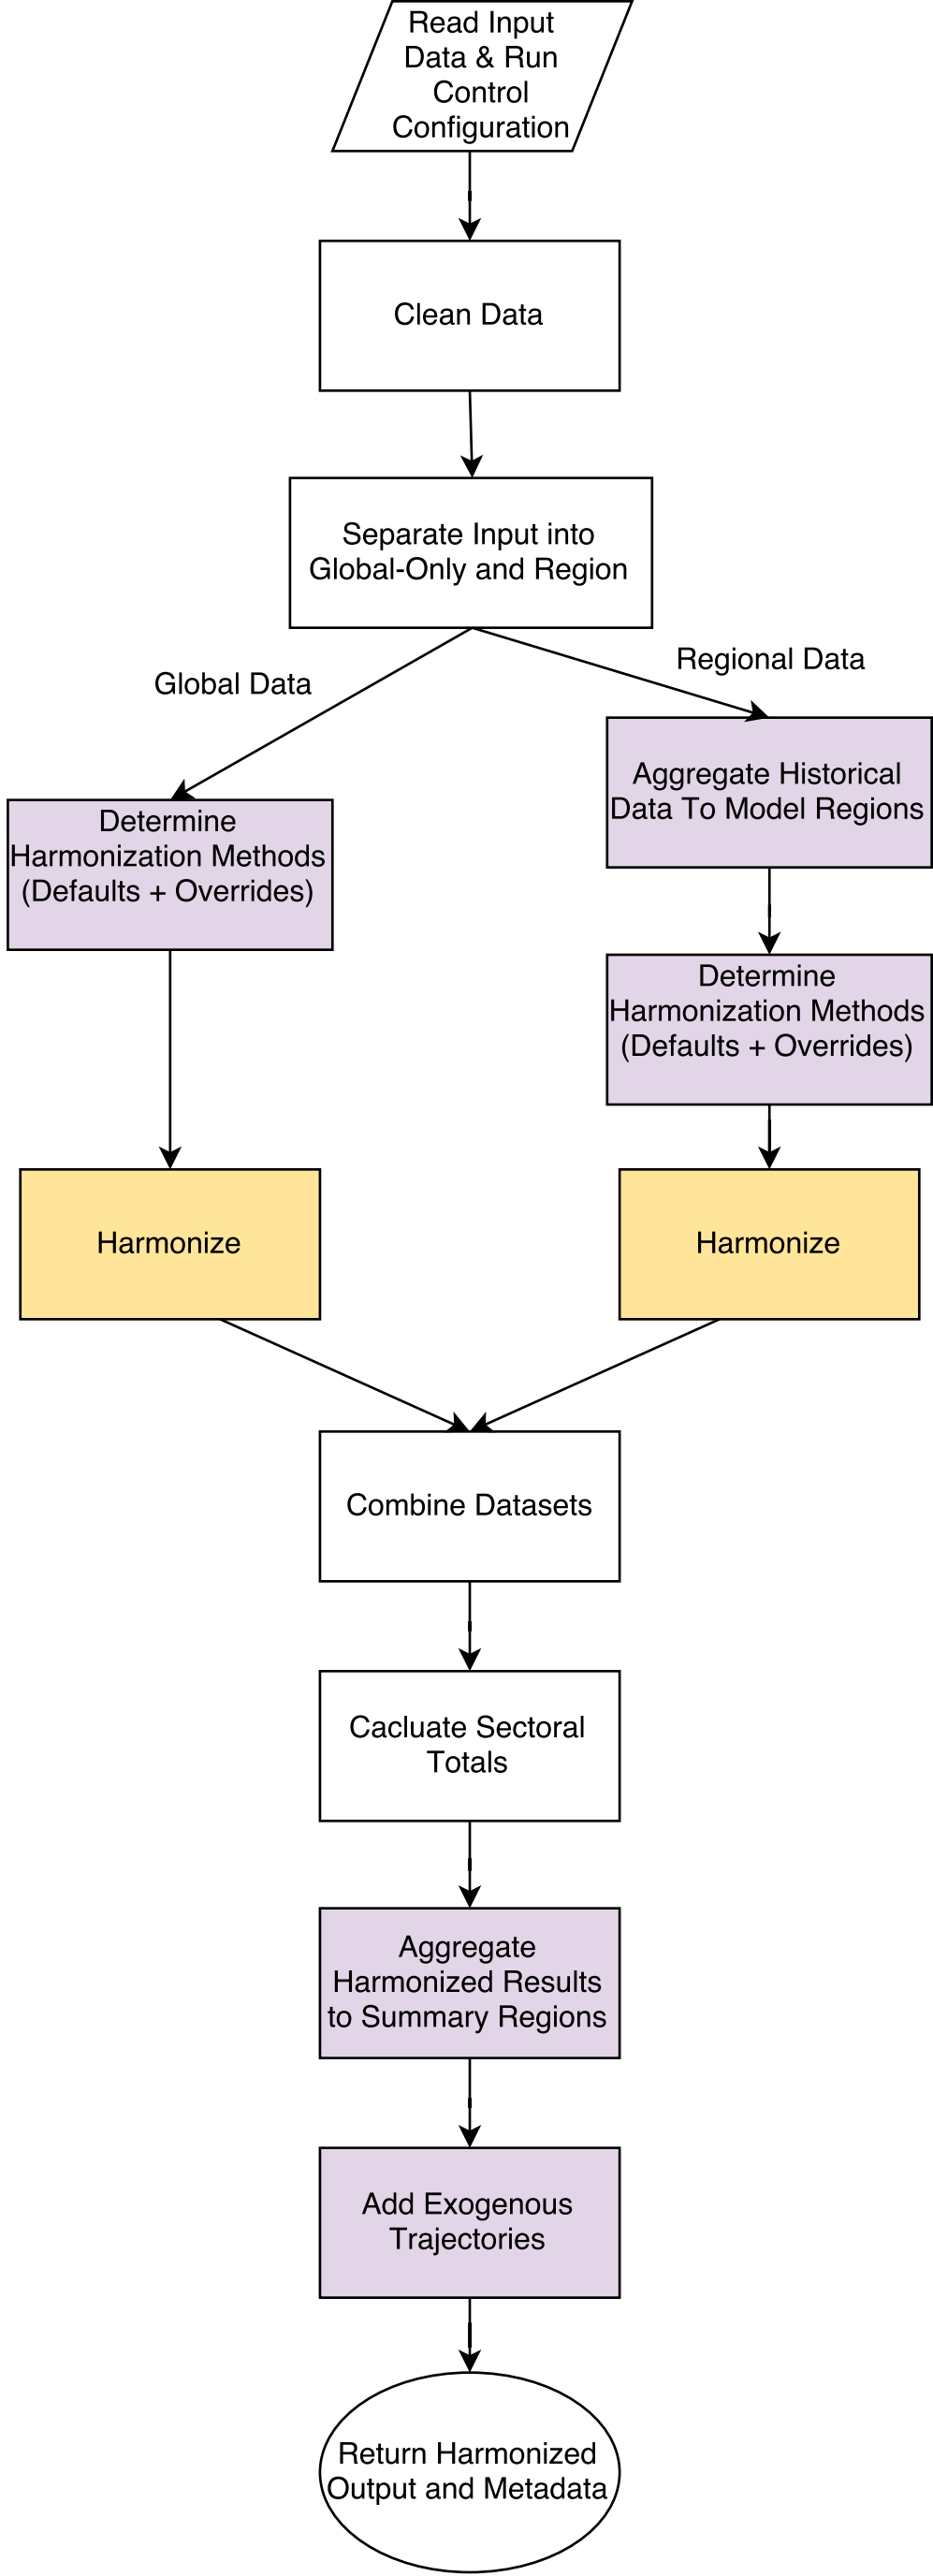 Read Input
Data & Run
Control
Configuration
Clean Data
Separate Input into
Global-Only and Region
Global Data
Regional Data
Determine
Harmonization Methods
(Defaults + Overrides)
Aggregate Historical
Data To Model Regions
Determine
Harmonization Methods
(Defaults + Overrides)
Harmonize
Harmonize
Combine Datasets
Cacluate Sectoral
Totals
Aggregate
Harmonized Results
to Summary Regions
Add Exogenous
Trajectories
Return Harmonized
Output and Metadata